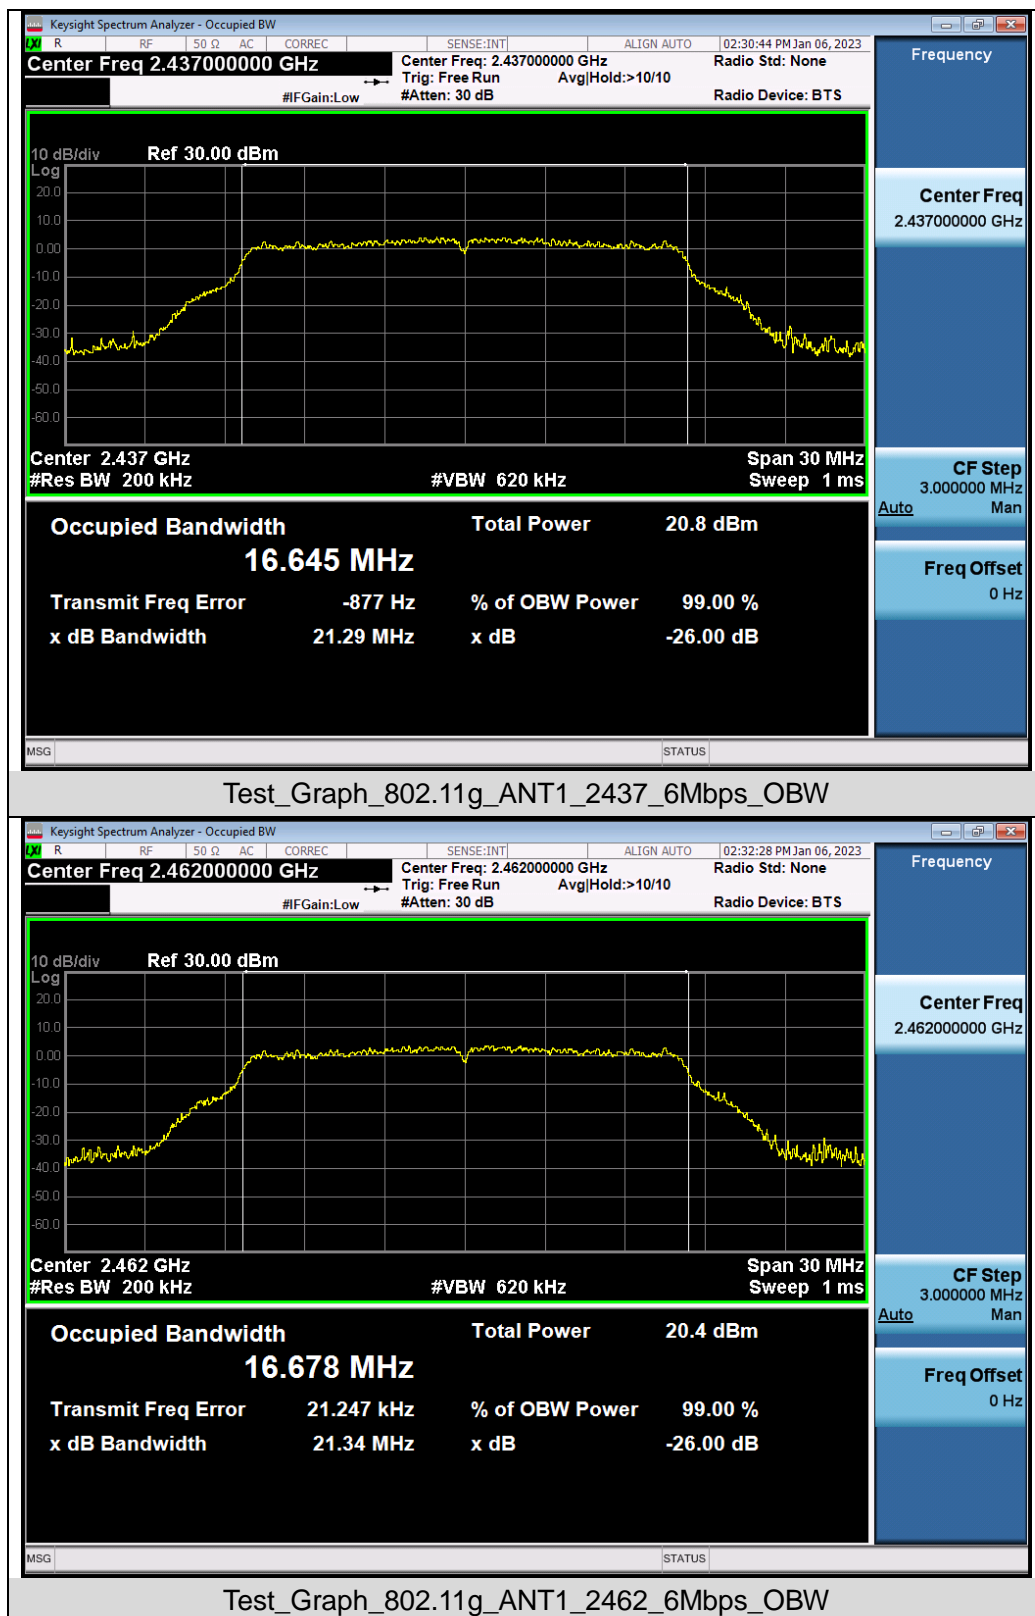 Keysight Spectrum Analyzer - Occupied BW
LXI R RF 50 Ω AC CORREC SENSE:INT ALIGN AUTO 02:30:44 PM Jan 06, 2023
Center Freq 2.437000000 GHz
Center Freq: 2.437000000 GHz
Radio Std: None
Trig: Free Run
Avg|Hold:>10/10
#IFGain:Low
#Atten: 30 dB
Radio Device: BTS
Frequency
10 dB/div
Ref 30.00 dBm
Log
20.0
10.0
0.00
-10.0
-20.0
-30.0
-40.0
-50.0
-60.0
Center Freq
2.437000000 GHz
Center 2.437 GHz
Span 30 MHz
#Res BW 200 kHz
#VBW 620 kHz
Sweep 1 ms
CF Step
3.000000 MHz
Auto Man
Occupied Bandwidth
Total Power 20.8 dBm
16.645 MHz
Freq Offset
0 Hz
Transmit Freq Error -877 Hz
% of OBW Power 99.00 %
x dB Bandwidth 21.29 MHz
x dB -26.00 dB
MSG
STATUS
Test_Graph_802.11g_ANT1_2437_6Mbps_OBW
Keysight Spectrum Analyzer - Occupied BW
LXI R RF 50 Ω AC CORREC SENSE:INT ALIGN AUTO 02:32:28 PM Jan 06, 2023
Center Freq 2.462000000 GHz
Center Freq: 2.462000000 GHz
Radio Std: None
Trig: Free Run
Avg|Hold:>10/10
#IFGain:Low
#Atten: 30 dB
Radio Device: BTS
Frequency
10 dB/div
Ref 30.00 dBm
Log
20.0
10.0
0.00
-10.0
-20.0
-30.0
-40.0
-50.0
-60.0
Center Freq
2.462000000 GHz
Center 2.462 GHz
Span 30 MHz
#Res BW 200 kHz
#VBW 620 kHz
Sweep 1 ms
CF Step
3.000000 MHz
Auto Man
Occupied Bandwidth
Total Power 20.4 dBm
16.678 MHz
Freq Offset
0 Hz
Transmit Freq Error 21.247 kHz
% of OBW Power 99.00 %
x dB Bandwidth 21.34 MHz
x dB -26.00 dB
MSG
STATUS
Test_Graph_802.11g_ANT1_2462_6Mbps_OBW